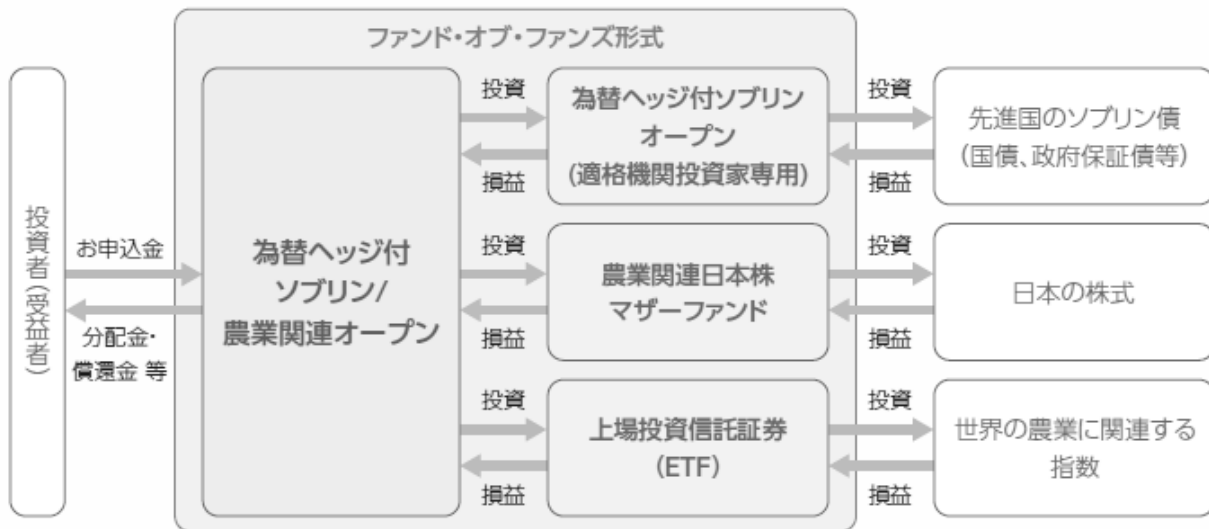 ファンド・オブ・ファンズ形式
投資者(受益者)
お申込金
分配金・
償還金 等
為替ヘッジ付
ソブリン/
農業関連オープン
投資
損益
為替ヘッジ付ソブリン
オープン
(適格機関投資家専用)
投資
損益
先進国のソブリン債
(国債、政府保証債等)
投資
損益
農業関連日本株
マザーファンド
投資
損益
日本の株式
投資
損益
上場投資信託証券
(ETF)
投資
損益
世界の農業に関連する
指数